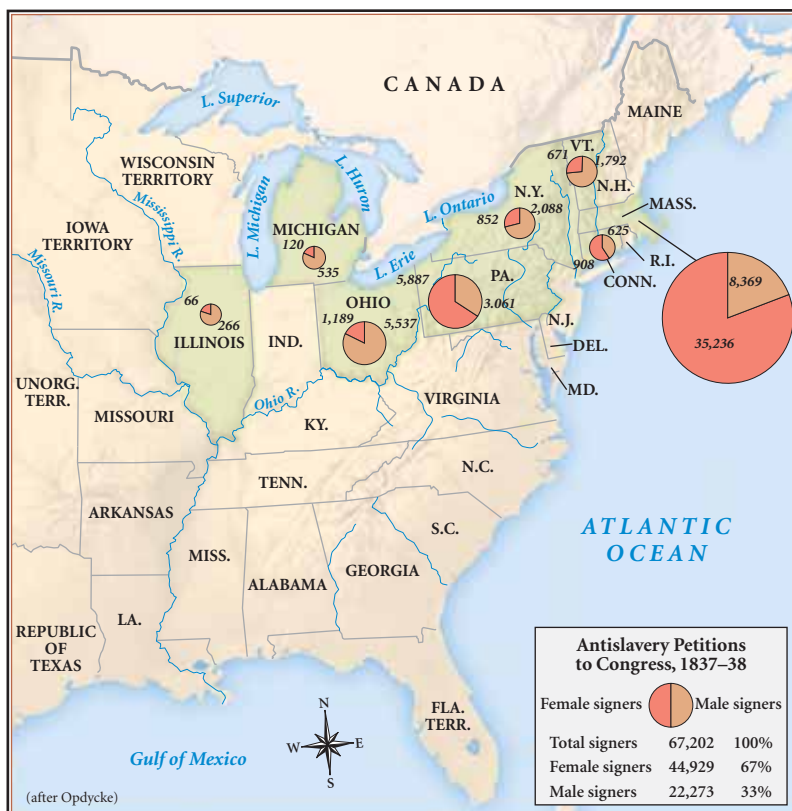 CANADA
L. Superior
MAINE
WISCONSIN
TERRITORY
VT.
671
1,792
N.H.
L. Michigan
L. Huron
Mississippi R.
L. Ontario
N.Y.
852
2,088
MASS.
IOWA
TERRITORY
MICHIGAN
120
535
625
R.I.
908
CONN.
Missouri R.
L. Erie
5,887
PA.
3.061
8,369
35,236
66
266
ILLINOIS
OHIO
1,189
5,537
IND.
N.J.
DEL.
MD.
UNORG.
TERR.
MISSOURI
Ohio R.
VIRGINIA
KY.
N.C.
TENN.
ARKANSAS
S.C.
ATLANTIC
OCEAN
MISS.
ALABAMA
GEORGIA
LA.
REPUBLIC
OF
TEXAS
FLA.
TERR.
Gulf of Mexico
N
W
E
S
(after Opdycke)
Antislavery Petitions
to Congress, 1837–38
Female signers Male signers
Total signers 67,202 100%
Female signers 44,929 67%
Male signers 22,273 33%